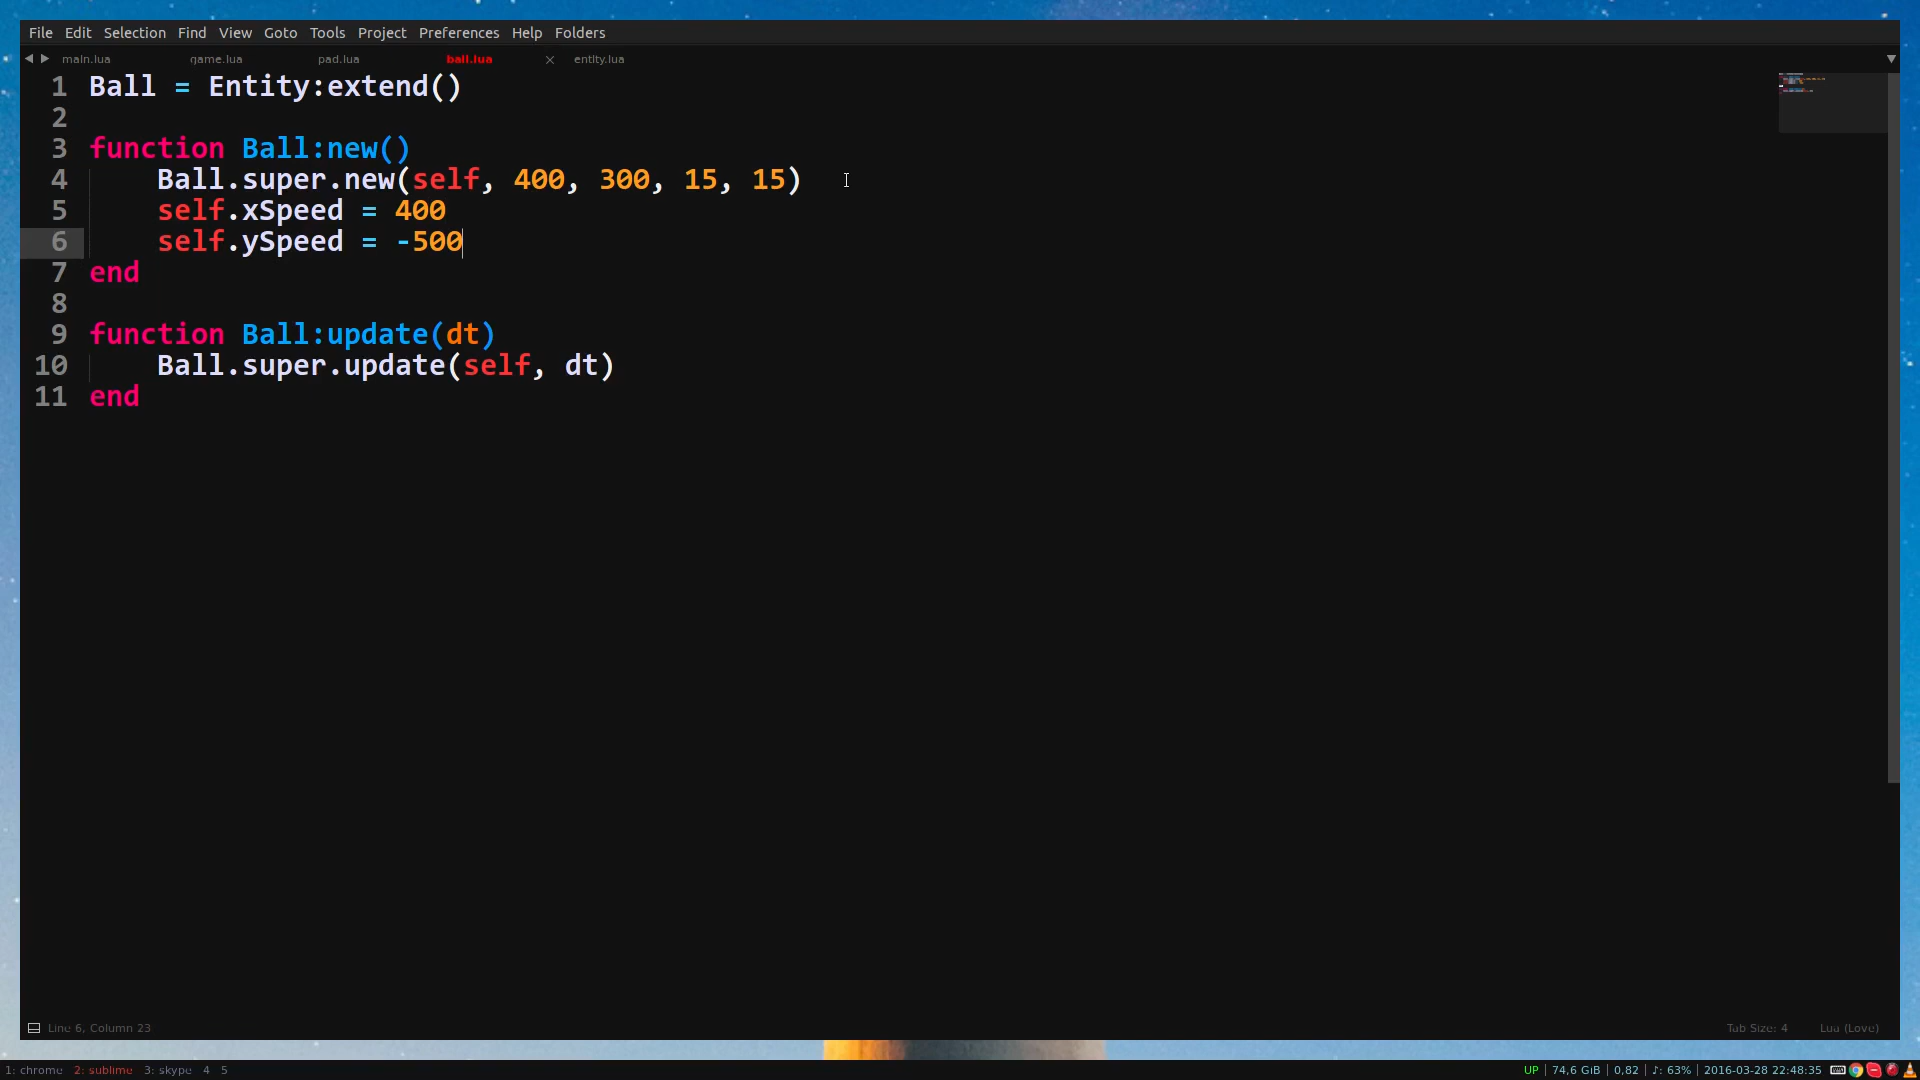 File Edit Selection Find View Goto Tools Project Preferences Help Folders
main.lua game.lua pad.lua ball.lua entity.lua
1 Ball = Entity:extend()
2
3 function Ball:new()
4 Ball.super.new(self, 400, 300, 15, 15)
5 self.xSpeed = 400
6 self.ySpeed = -500
7 end
8
9 function Ball:update(dt)
10 Ball.super.update(self, dt)
11 end
Line 6, Column 23 Tab Size: 4 Lua (Love)
1: chrome 2: sublime 3: skype 4 5 UP | 74,6 GiB | 0,82 | ♪: 63% | 2016-03-28 22:48:35